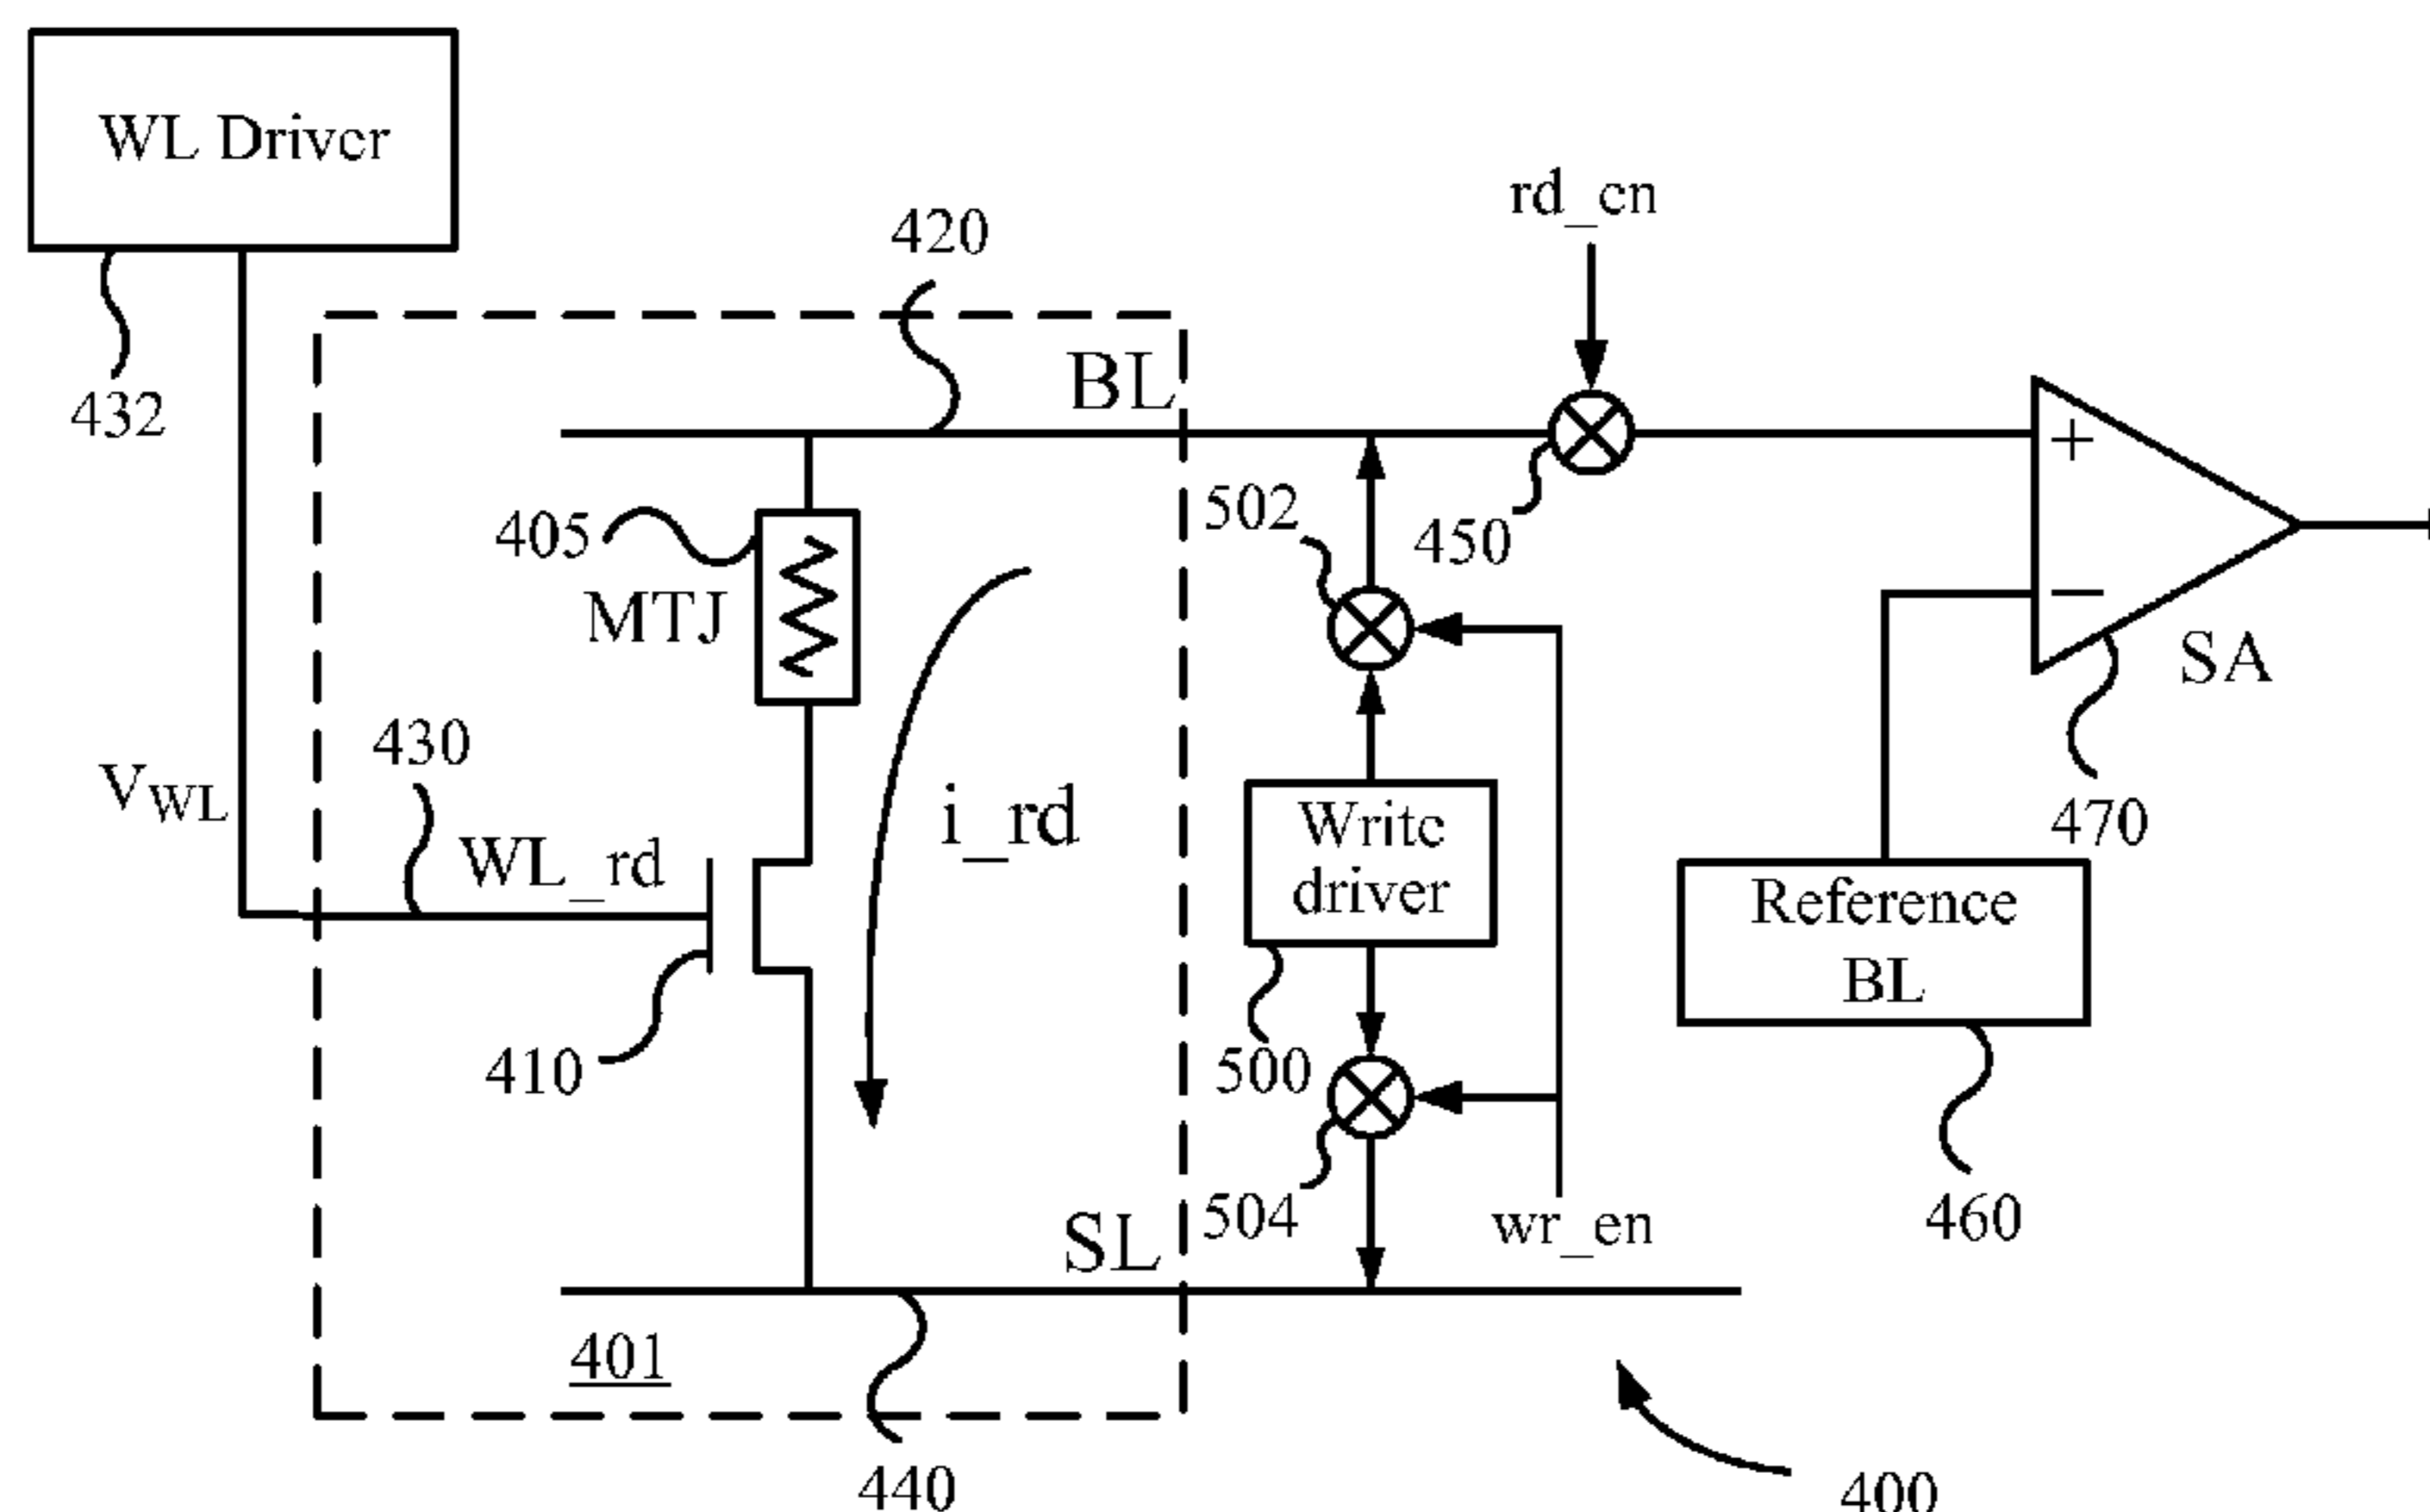 WL Driver
rd_en
420
432
BL
+
502
405
450
MTJ
SA
430
VWL
i_rd
470
WL_rd
Write
driver
Reference
BL
410
500
504
wr_en
460
SL
401
440
400